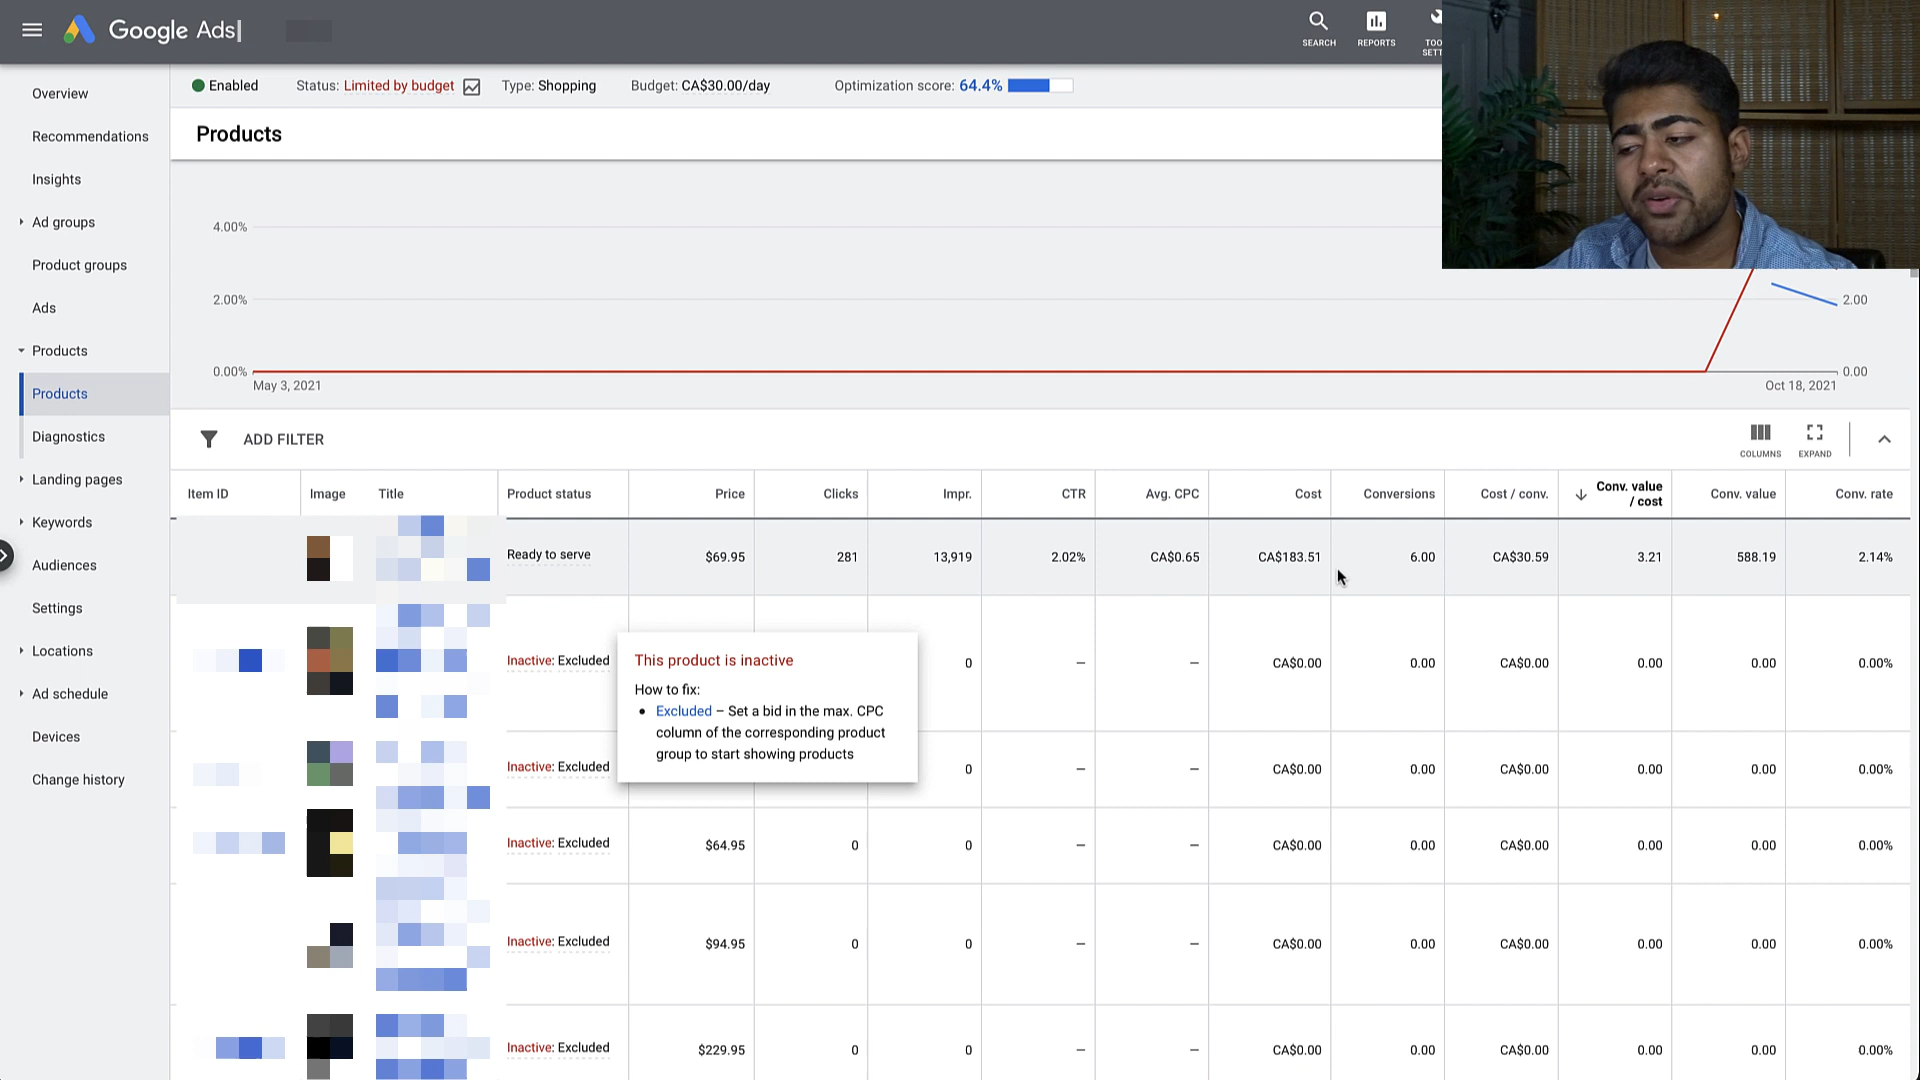 Google Ads
SEARCH
REPORTS
TOO
SETT
Enabled
Status: Limited by budget
Type: Shopping
Budget: CA$30.00/day
Optimization score: 64.4%
Overview
Recommendations
Insights
Ad groups
Product groups
Ads
Products
Products
Diagnostics
Landing pages
Keywords
Audiences
Settings
Locations
Ad schedule
Devices
Change history
Products
4.00%
2.00%
0.00%
2.00
0.00
May 3, 2021
Oct 18, 2021
ADD FILTER
COLUMNS
EXPAND
Item ID Image Title Product status Price Clicks Impr. CTR Avg. CPC Cost Conversions Cost / conv. Conv. value / cost Conv. value Conv. rate
Ready to serve $69.95 281 13,919 2.02% CA$0.65 CA$183.51 6.00 CA$30.59 3.21 588.19 2.14%
Inactive: Excluded 0 – – CA$0.00 0.00 CA$0.00 0.00 0.00 0.00%
This product is inactive
How to fix:
• Excluded – Set a bid in the max. CPC
column of the corresponding product
group to start showing products
Inactive: Excluded 0 – – CA$0.00 0.00 CA$0.00 0.00 0.00 0.00%
Inactive: Excluded $64.95 0 0 – – CA$0.00 0.00 CA$0.00 0.00 0.00 0.00%
Inactive: Excluded $94.95 0 0 – – CA$0.00 0.00 CA$0.00 0.00 0.00 0.00%
Inactive: Excluded $229.95 0 0 – – CA$0.00 0.00 CA$0.00 0.00 0.00 0.00%